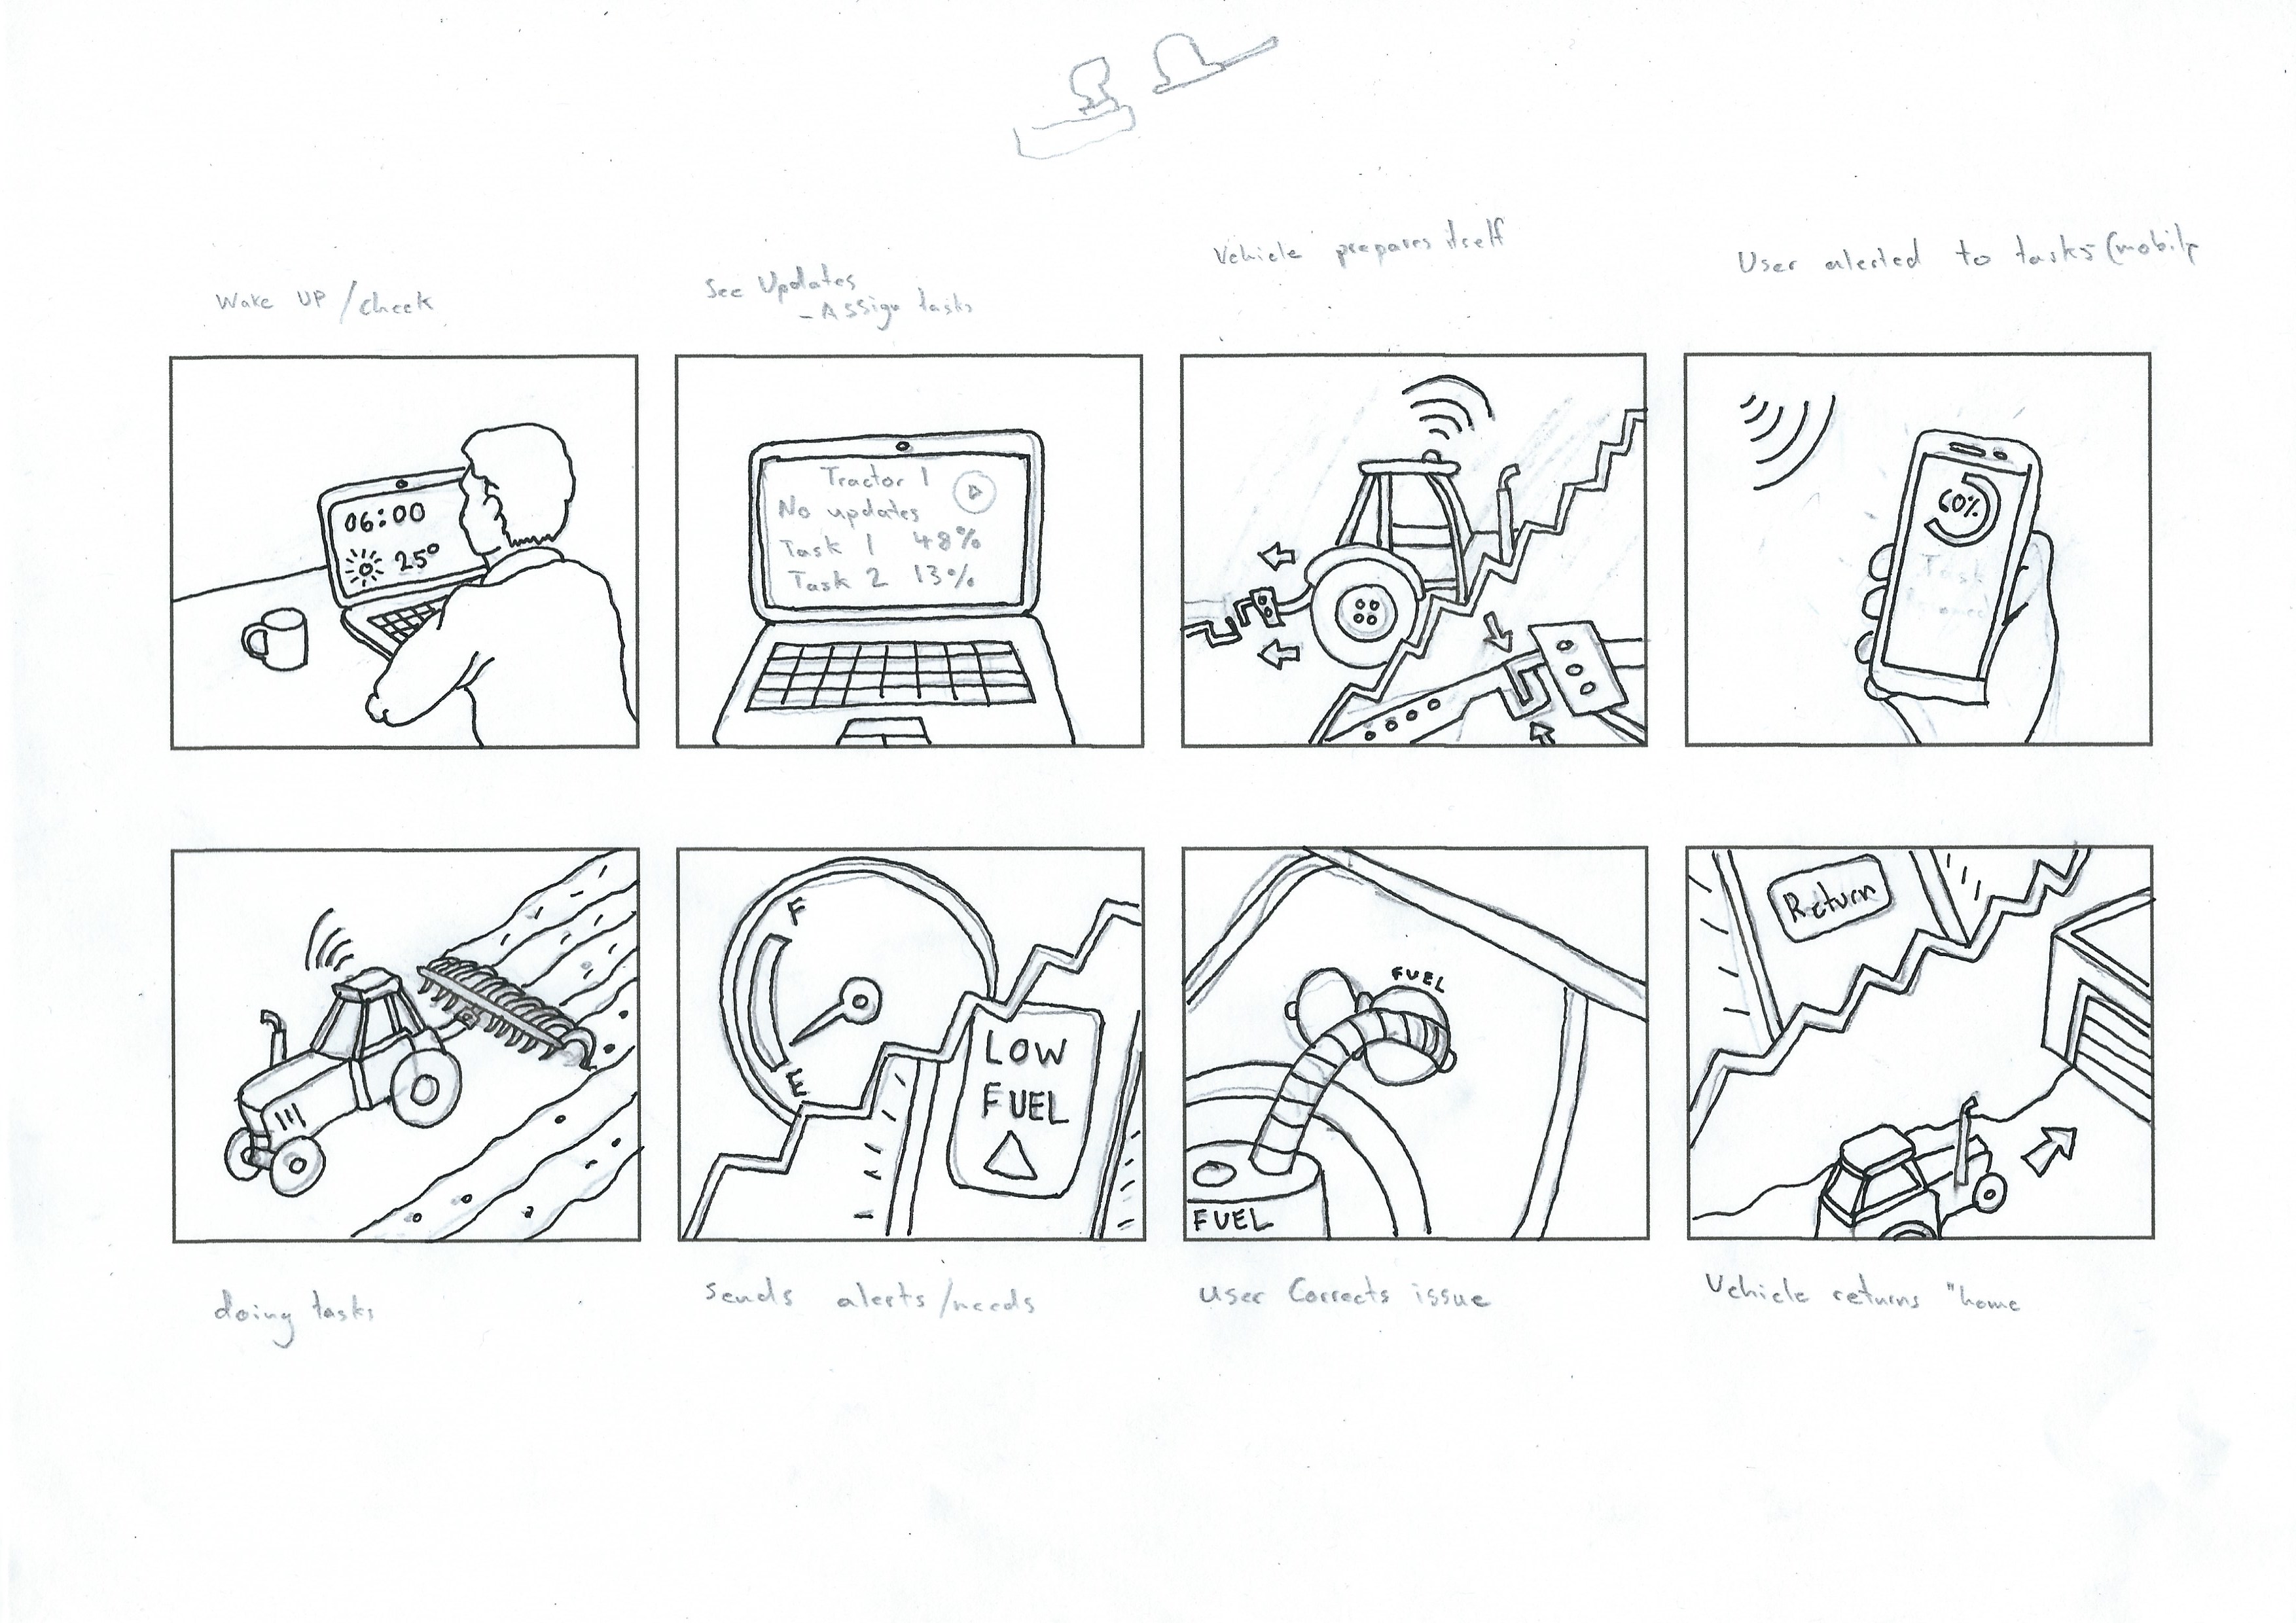 Wake UP / check
See Updates
- Assign tasks
Vehicle prepares itself
User alerted to tasks (mobile
06:00
25°
Tractor 1
No updates
Task 1 48%
Task 2 13%
60%
Task
F
E
LOW
FUEL
FUEL
FUEL
Return
doing tasks
Sends alerts/needs
user Corrects issue
Vehicle returns "home